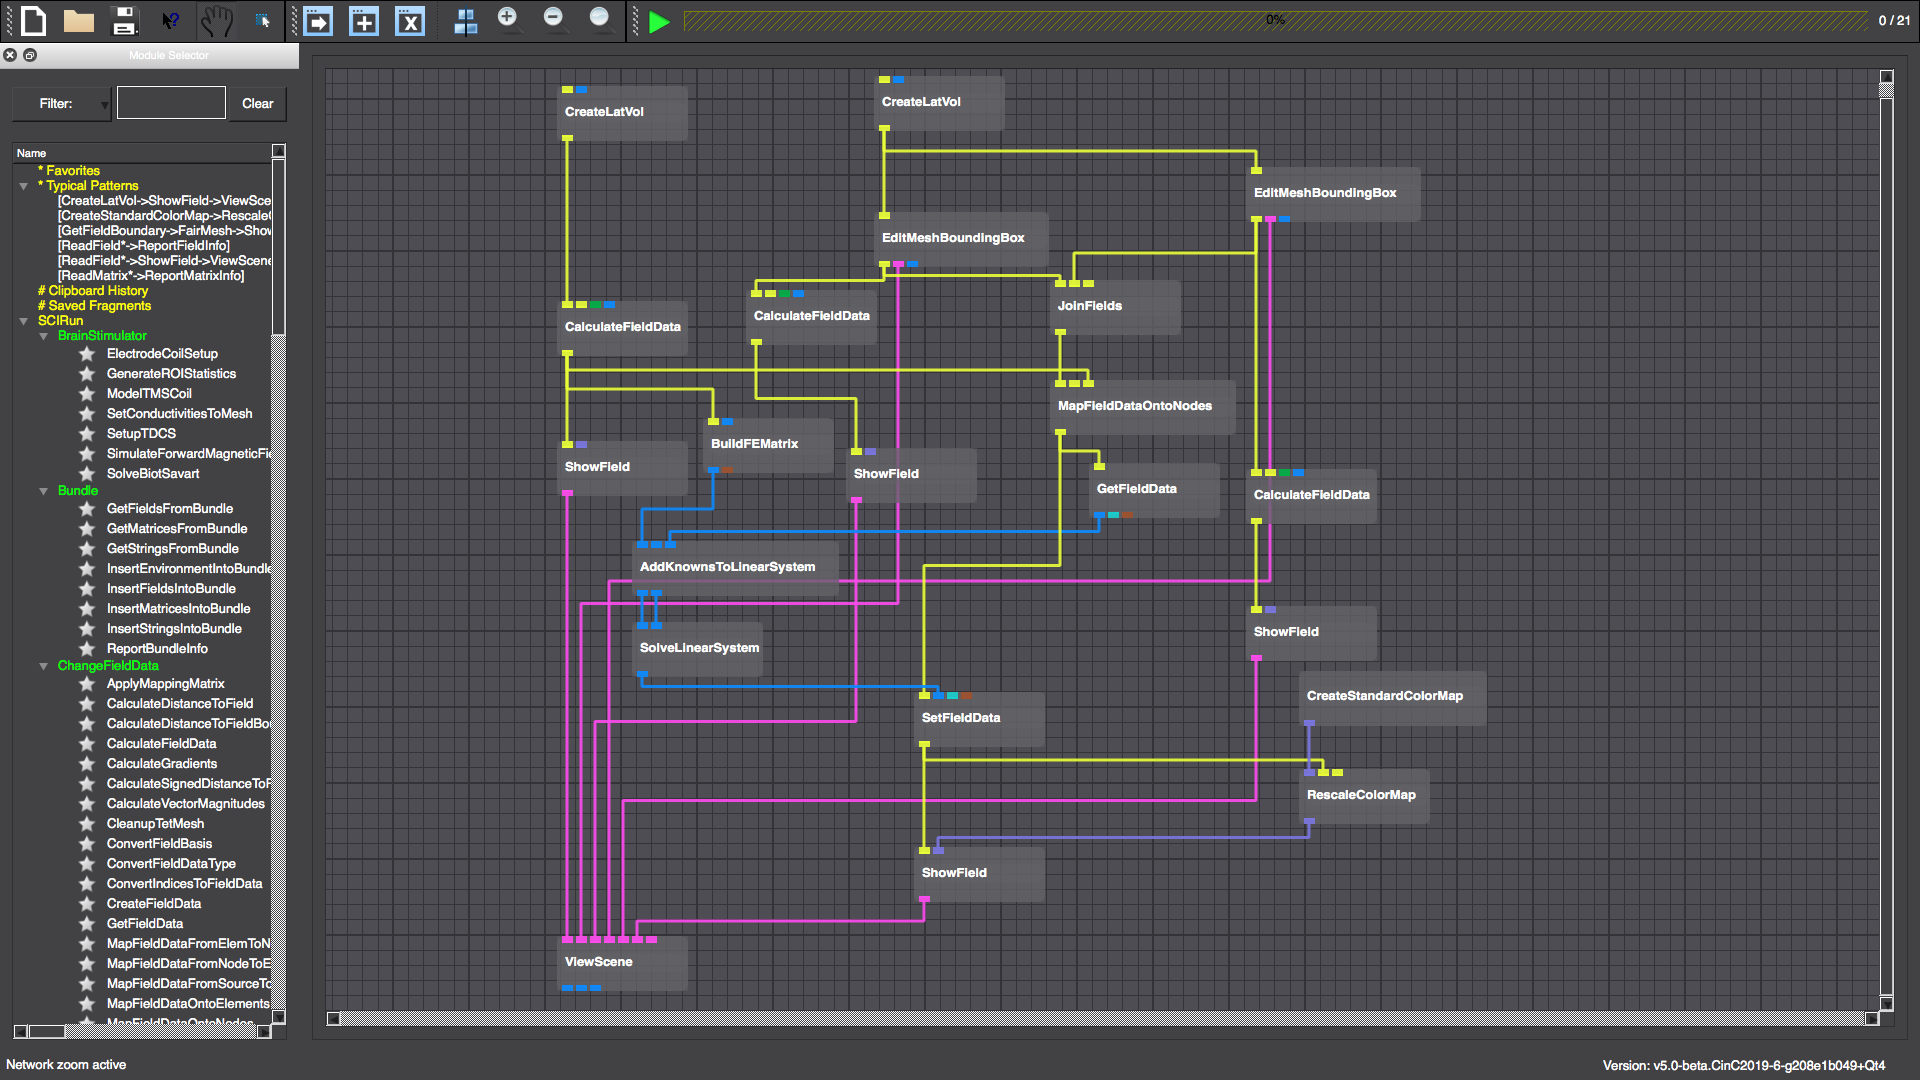 0%
0 / 21
Module Selector
Filter:
Clear
Name
* Favorites
* Typical Patterns
[CreateLatVol->ShowField->ViewSce
[CreateStandardColorMap->Rescale
[GetFieldBoundary->FairMesh->Show
[ReadField*->ReportFieldInfo]
[ReadField*->ShowField->ViewScene
[ReadMatrix*->ReportMatrixInfo]
# Clipboard History
# Saved Fragments
SCIRun
BrainStimulator
ElectrodeCoilSetup
GenerateROIStatistics
ModelTMSCoil
SetConductivitiesToMesh
SetupTDCS
SimulateForwardMagneticFie
SolveBiotSavart
Bundle
GetFieldsFromBundle
GetMatricesFromBundle
GetStringsFromBundle
InsertEnvironmentIntoBundle
InsertFieldsIntoBundle
InsertMatricesIntoBundle
InsertStringsIntoBundle
ReportBundleInfo
ChangeFieldData
ApplyMappingMatrix
CalculateDistanceToField
CalculateDistanceToFieldBo
CalculateFieldData
CalculateGradients
CalculateSignedDistanceToF
CalculateVectorMagnitudes
CleanupTetMesh
ConvertFieldBasis
ConvertFieldDataType
ConvertIndicesToFieldData
CreateFieldData
GetFieldData
MapFieldDataFromElemToN
MapFieldDataFromNodeToE
MapFieldDataFromSourceTo
MapFieldDataOntoElements
MapFieldDataOntoNodes
CreateLatVol
CreateLatVol
EditMeshBoundingBox
EditMeshBoundingBox
JoinFields
CalculateFieldData
CalculateFieldData
MapFieldDataOntoNodes
BuildFEMatrix
ShowField
ShowField
GetFieldData
CalculateFieldData
AddKnownsToLinearSystem
ShowField
SolveLinearSystem
CreateStandardColorMap
SetFieldData
RescaleColorMap
ShowField
ViewScene
Network zoom active
Version: v5.0-beta.CinC2019-6-g208e1b049+Qt4